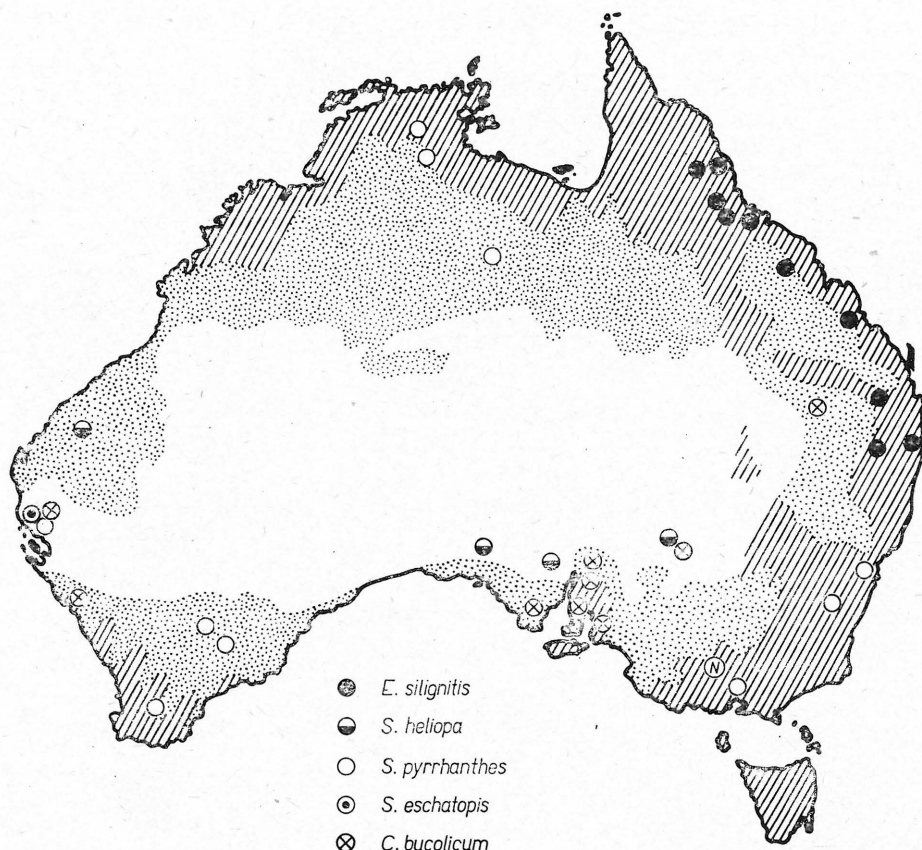 N
E. silignitis
S. heliopa
S. pyrrhanthes
S. eschatopis
C. bucolicum